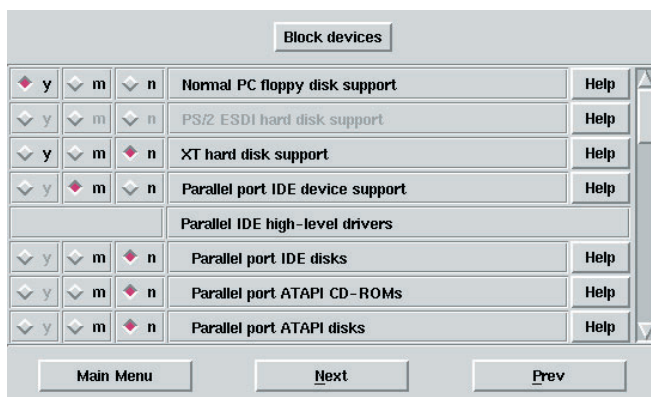 Block devices
y m n Normal PC floppy disk support Help
y m n PS/2 ESDI hard disk support Help
y m n XT hard disk support Help
y m n Parallel port IDE device support Help
Parallel IDE high-level drivers
y m n Parallel port IDE disks Help
y m n Parallel port ATAPI CD-ROMs Help
y m n Parallel port ATAPI disks Help
Main Menu Next Prev